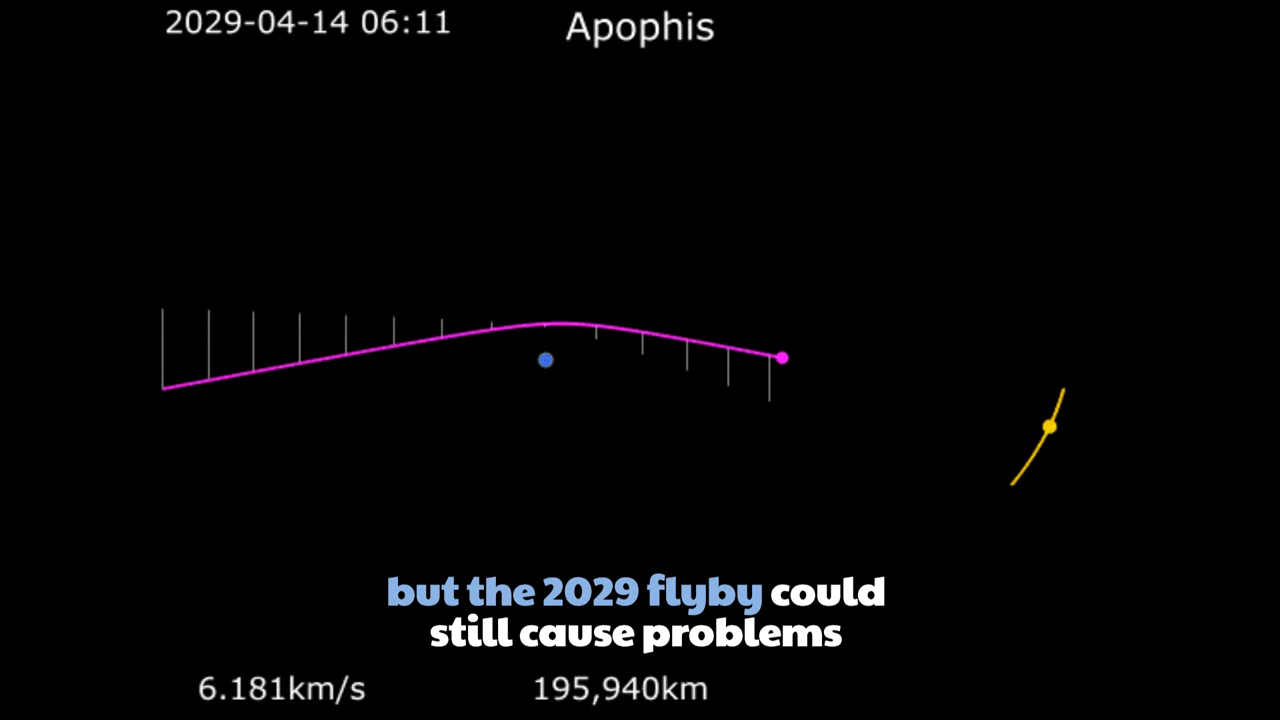 2029-04-14 06:11
Apophis
but the 2029 flyby could
still cause problems
6.181km/s
195,940km